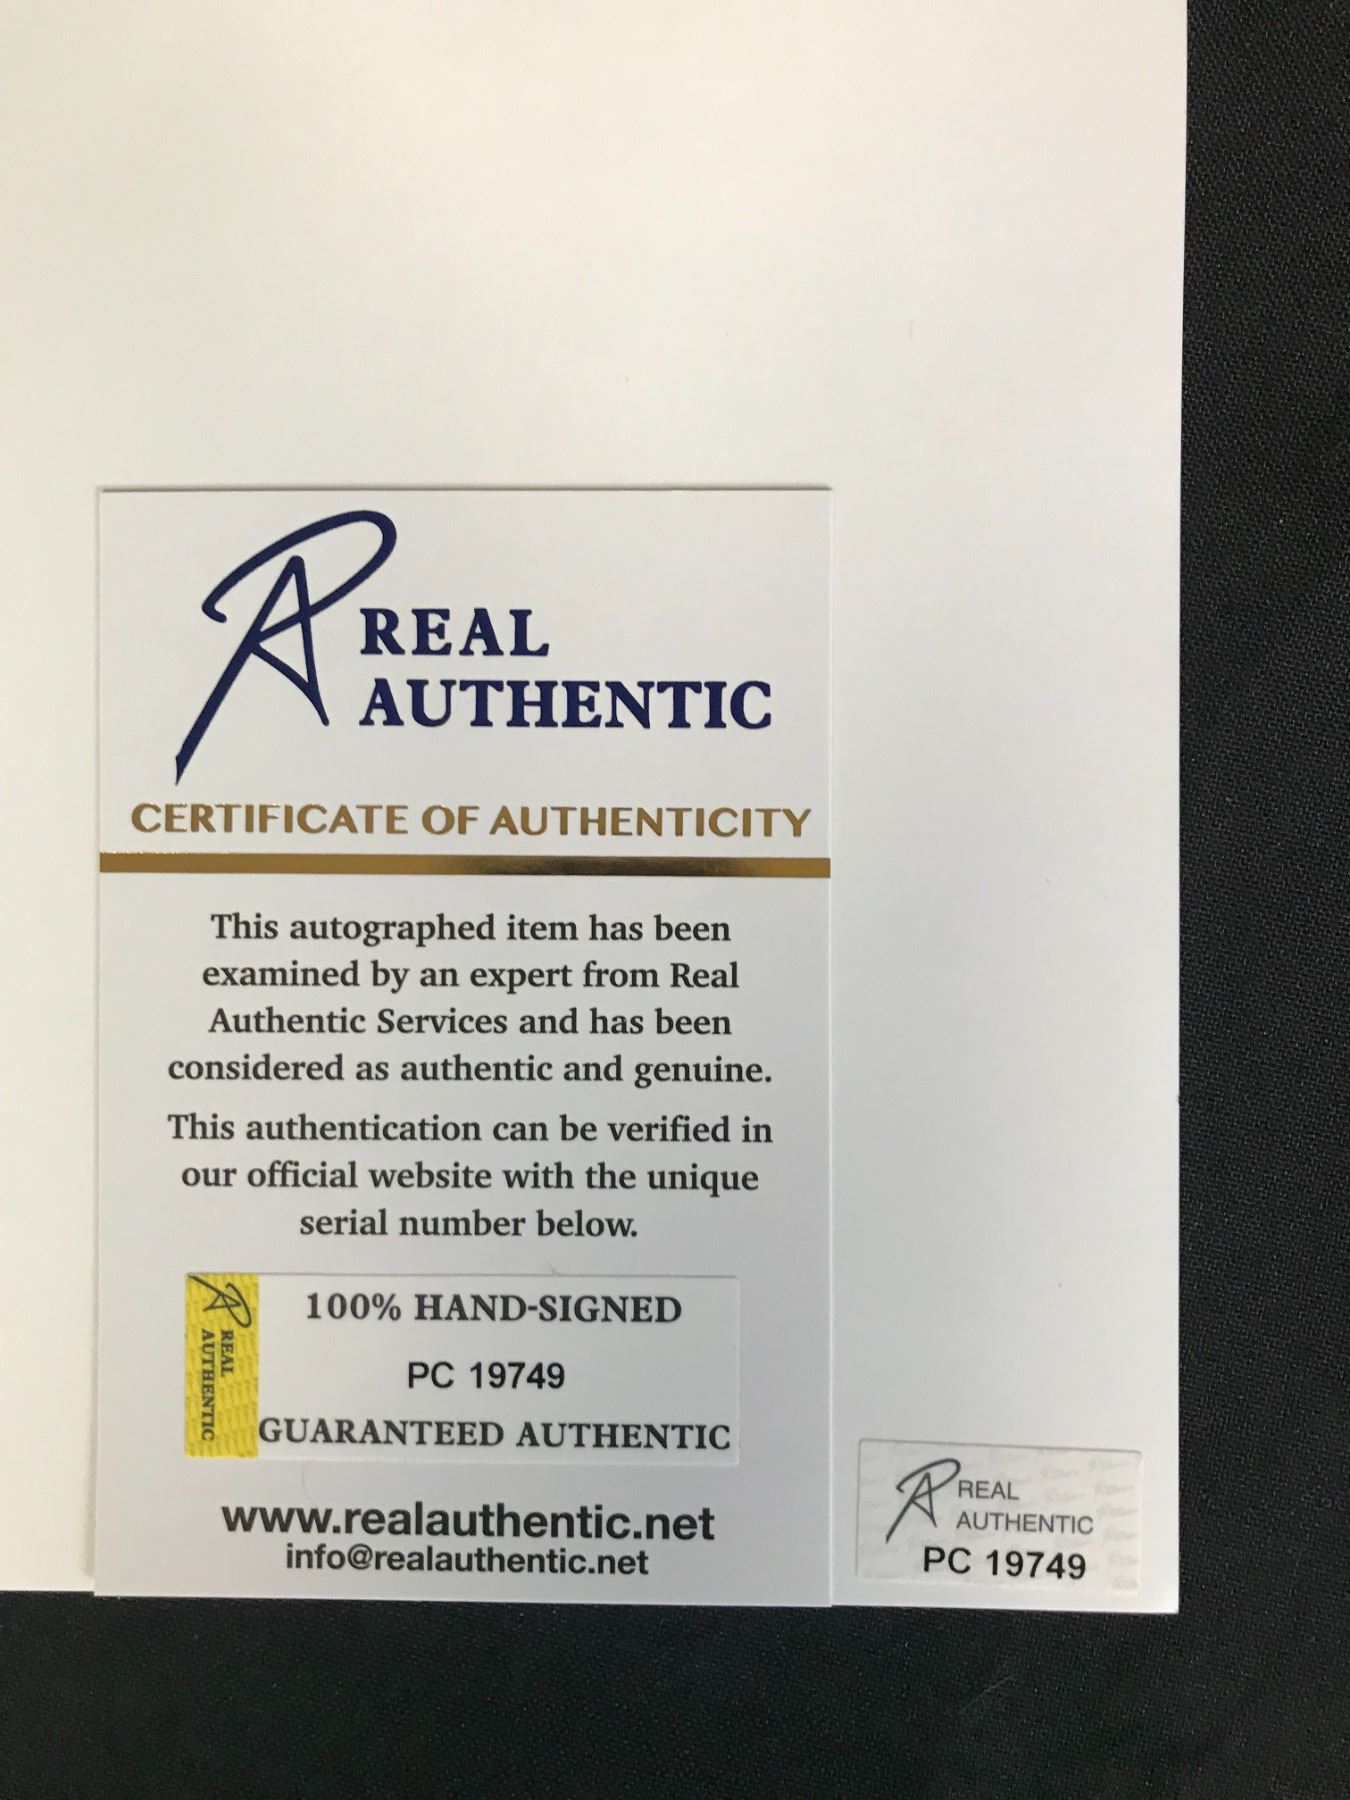 REAL
AUTHENTIC
CERTIFICATE OF AUTHENTICITY
This autographed item has been
examined by an expert from Real
Authentic Services and has been
considered as authentic and genuine.
This authentication can be verified in
our official website with the unique
serial number below.
REAL
AUTHENTIC
100% HAND-SIGNED
PC 19749
GUARANTEED AUTHENTIC
www.realauthentic.net
info@realauthentic.net
REAL
AUTHENTIC
PC 19749